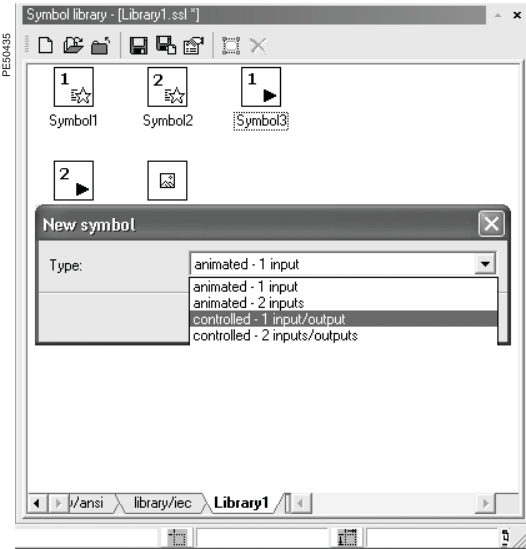 Symbol library - [Library1.ssl *]
PE50435
1
2
1
Symbol1
Symbol2
Symbol3
2
New symbol
Type:
animated - 1 input
animated - 1 input
animated - 2 inputs
controlled - 1 input/output
controlled - 2 inputs/outputs
/ansi
library/iec
Library1